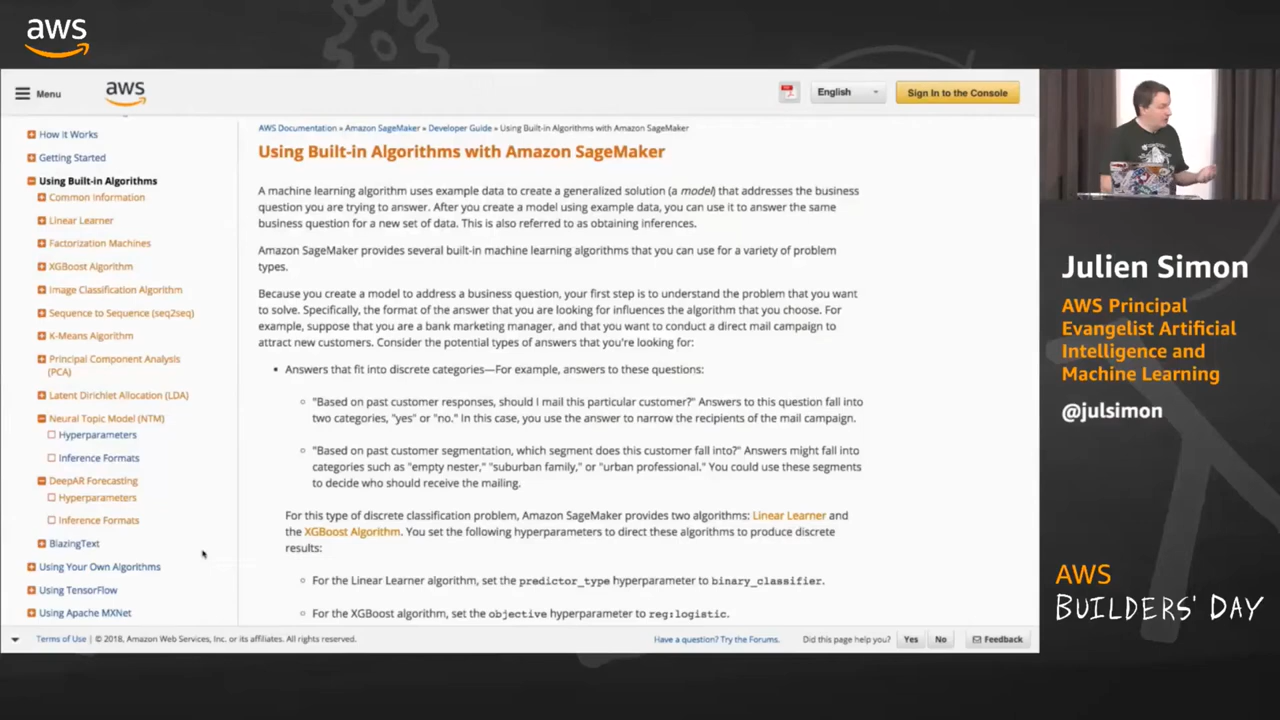 aws
Menu
aws
English
Sign In to the Console
How it Works
Getting Started
Using Built-in Algorithms
Common Information
Linear Learner
Factorization Machines
XGBoost Algorithm
Image Classification Algorithm
Sequence to Sequence (seq2seq)
K-Means Algorithm
Principal Component Analysis
(PCA)
Latent Dirichlet Allocation (LDA)
Neural Topic Model (NTM)
Hyperparameters
Inference Formats
DeepAR Forecasting
Hyperparameters
Inference Formats
BlazingText
Using Your Own Algorithms
Using TensorFlow
Using Apache MXNet
AWS Documentation » Amazon SageMaker » Developer Guide » Using Built-in Algorithms with Amazon SageMaker
Using Built-in Algorithms with Amazon SageMaker
A machine learning algorithm uses example data to create a generalized solution (a model) that addresses the business
question you are trying to answer. After you create a model using example data, you can use it to answer the same
business question for a new set of data. This is also referred to as obtaining inferences.
Amazon SageMaker provides several built-in machine learning algorithms that you can use for a variety of problem
types.
Because you create a model to address a business question, your first step is to understand the problem that you want
to solve. Specifically, the format of the answer that you are looking for influences the algorithm that you choose. For
example, suppose that you are a bank marketing manager, and that you want to conduct a direct mail campaign to
attract new customers. Consider the potential types of answers that you're looking for:
• Answers that fit into discrete categories—For example, answers to these questions:
"Based on past customer responses, should I mail this particular customer?" Answers to this question fall into
two categories, "yes" or "no." In this case, you use the answer to narrow the recipients of the mail campaign.
"Based on past customer segmentation, which segment does this customer fall into?" Answers might fall into
categories such as "empty nester," "suburban family," or "urban professional." You could use these segments
to decide who should receive the mailing.
For this type of discrete classification problem, Amazon SageMaker provides two algorithms: Linear Learner and
the XGBoost Algorithm. You set the following hyperparameters to direct these algorithms to produce discrete
results:
For the Linear Learner algorithm, set the predictor_type hyperparameter to binary_classifier.
For the XGBoost algorithm, set the objective hyperparameter to reg:logistic.
Terms of Use | © 2018, Amazon Web Services, Inc. or its affiliates. All rights reserved.
Have a question? Try the Forums.
Did this page help you?
Yes
No
Feedback
Julien Simon
AWS Principal
Evangelist Artificial
Intelligence and
Machine Learning
@julsimon
AWS
BUILDERS' DAY